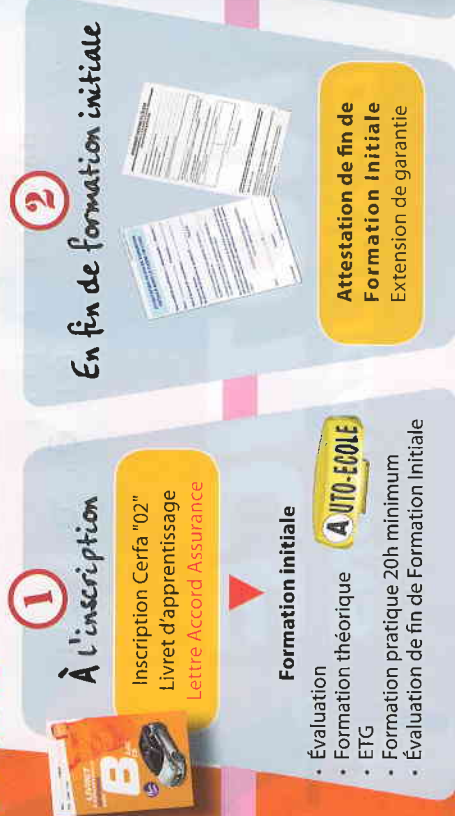 1
À l'inscription
Inscription Cerfa "02"
Livret d'apprentissage
Lettre Accord Assurance
LIVRET
B
Formation initiale
AUTO-ECOLE
· Évaluation
· Formation théorique
· ETG
· Formation pratique 20h minimum
· Évaluation de fin de Formation Initiale
2
En fin de formation initiale
Attestation de fin de
Formation Initiale
Extension de garantie